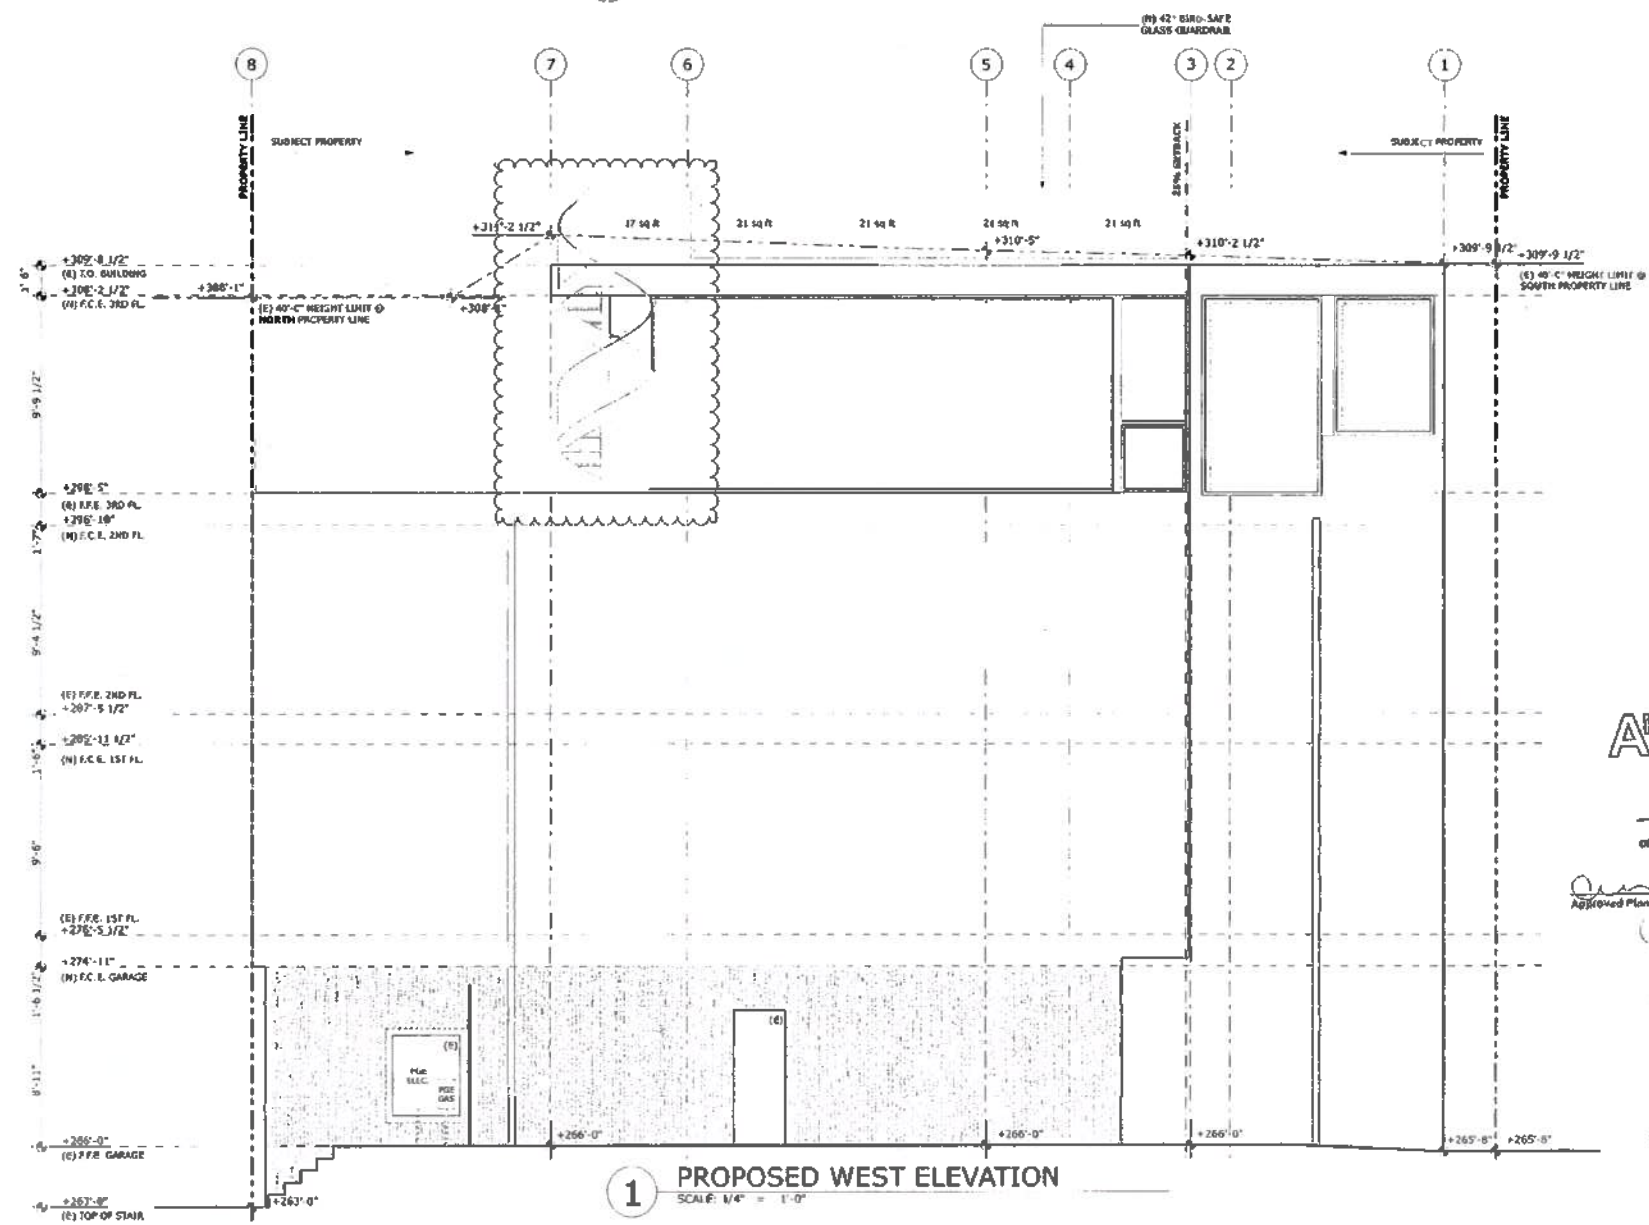 (N) 42" BIRD-SAFE
GLASS GUARDRAIL
8
7
6
5
4
3
2
1
PROPERTY LINE
SUBJECT PROPERTY
25% SETBACK
SUBJECT PROPERTY
PROPERTY LINE
17 sq ft
21 sq ft
21 sq ft
21 sq ft
21 sq ft
+310'-5"
+310'-2 1/2"
+309'-9 1/2"
+309'-9 1/2"
(E) 40'-0" HEIGHT LIMIT @
SOUTH PROPERTY LINE
+309'-8 1/2"
(E) T.O. BUILDING
+308'-2 1/2"
(N) F.C.E. 3RD FL.
+308'-1"
(E) 40'-0" HEIGHT LIMIT @
NORTH PROPERTY LINE
9'-9 1/2"
+298'-5"
(E) F.F.E. 3RD FL.
+296'-10"
(N) F.C.E. 2ND FL.
1'-7"
9'-4 1/2"
(E) F.F.E. 2ND FL.
+287'-5 1/2"
+285'-11 1/2"
(N) F.C.E. 1ST FL.
1'-6"
9'-6"
(E) F.F.E. 1ST FL.
+276'-5 1/2"
+274'-11"
(N) F.C.E. GARAGE
1'-6 1/2"
8'-11"
(E)
PGE
ELEC.
PGE
GAS
(E)
+266'-0"
(E) F.F.E. GARAGE
+266'-0"
+266'-0"
+266'-0"
+265'-8"
+265'-8"
+263'-0"
(E) TOP OF STAIR
+263'-0"
1
PROPOSED WEST ELEVATION
SCALE: 1/4" = 1'-0"
Approved Plan